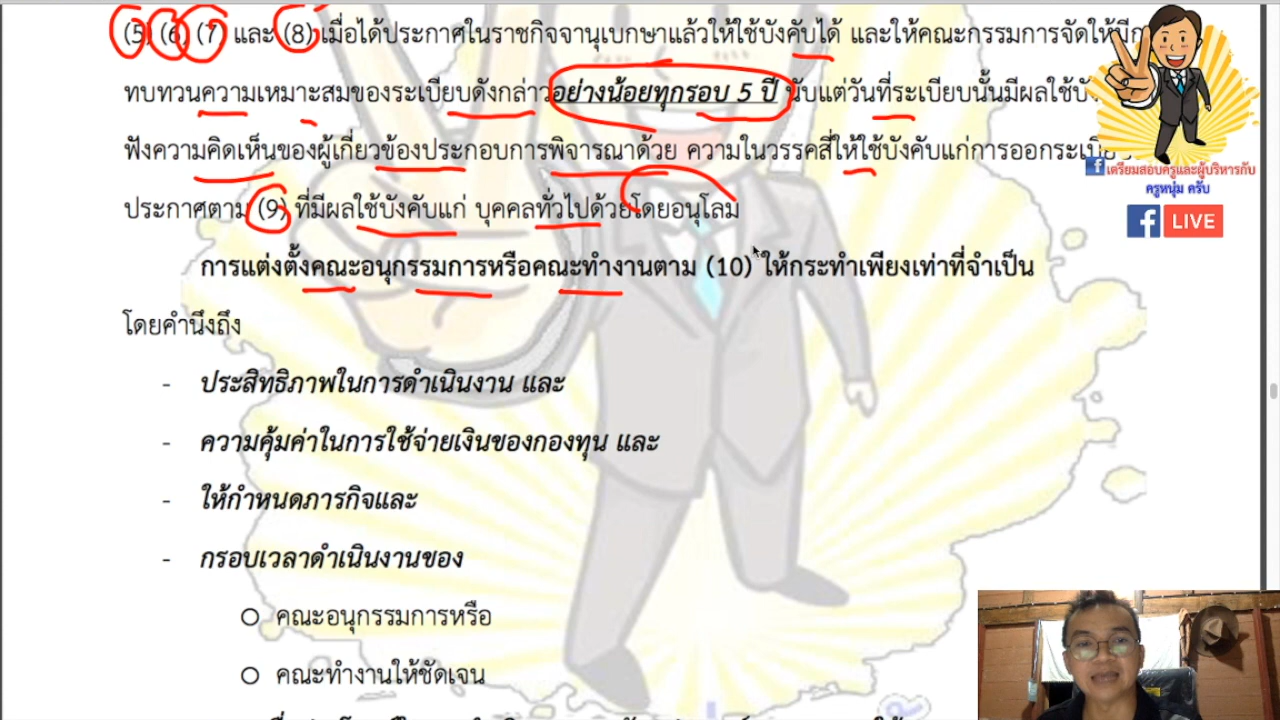 (5) (6) (7) และ (8) เมื่อได้ประกาศในราชกิจจานุเบกษาแล้วให้ใช้บังคับได้ และให้คณะกรรมการจัดให้มีก
ทบทวนความเหมาะสมของระเบียบดังกล่าวอย่างน้อยทุกรอบ 5 ปี นับแต่วันที่ระเบียบนั้นมีผลใช้บัง
ฟังความคิดเห็นของผู้เกี่ยวข้องประกอบการพิจารณาด้วย ความในวรรคสี่ให้ใช้บังคับแก่การออกระเบีย
ประกาศตาม (9) ที่มีผลใช้บังคับแก่ บุคคลทั่วไปด้วยโดยอนุโลม
การแต่งตั้งคณะอนุกรรมการหรือคณะทำงานตาม (10) ให้กระทำเพียงเท่าที่จำเป็น
โดยคำนึงถึง
- ประสิทธิภาพในการดำเนินงาน และ
- ความคุ้มค่าในการใช้จ่ายเงินของกองทุน และ
- ให้กำหนดภารกิจและ
- กรอบเวลาดำเนินงานของ
O คณะอนุกรรมการหรือ
O คณะทำงานให้ชัดเจน
f เตรียมสอบครูและผู้บริหารกับ
ครูหนุ่ม ครับ
f LIVE